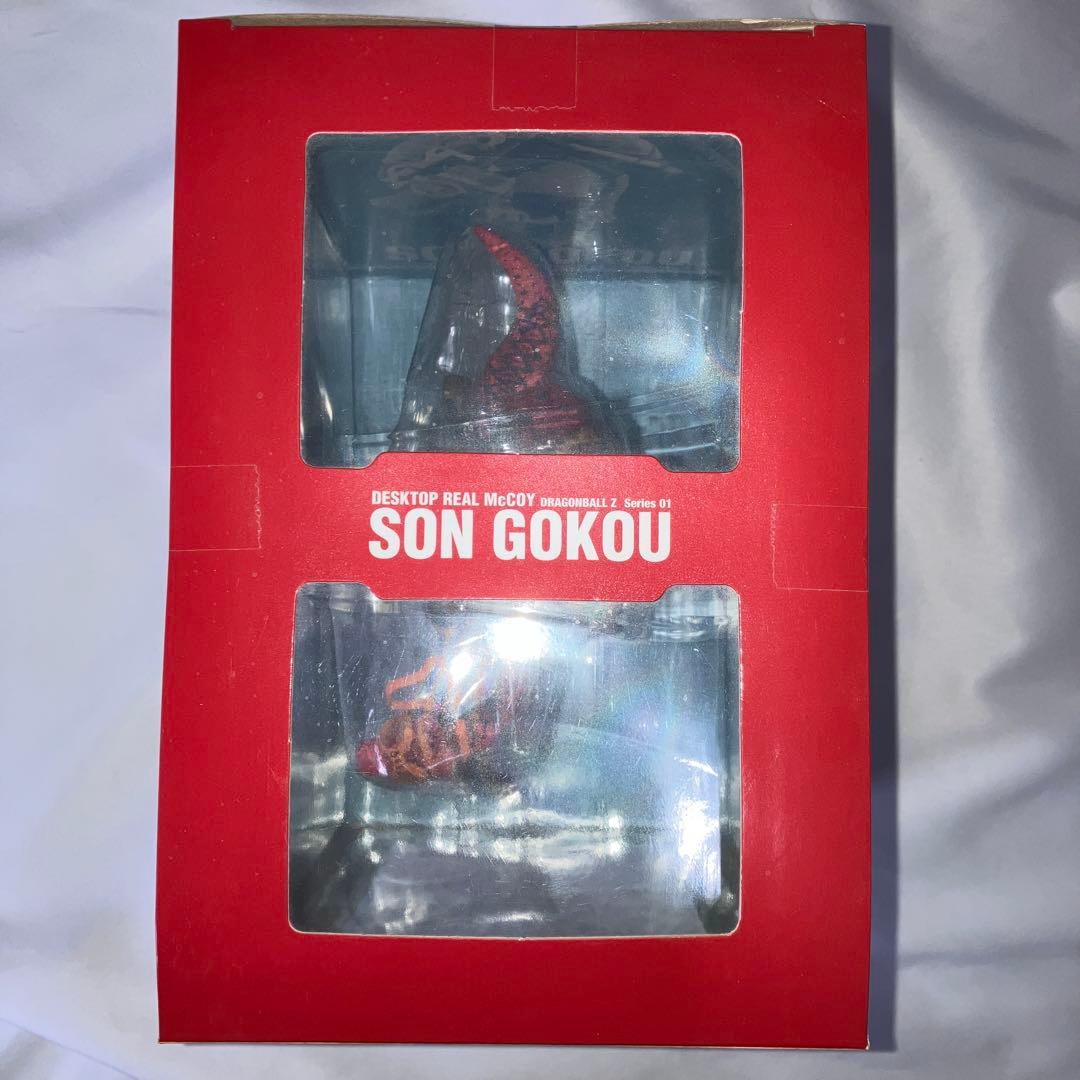 DESKTOP REAL McCOY DRAGONBALL Z Series 01
SON GOKOU